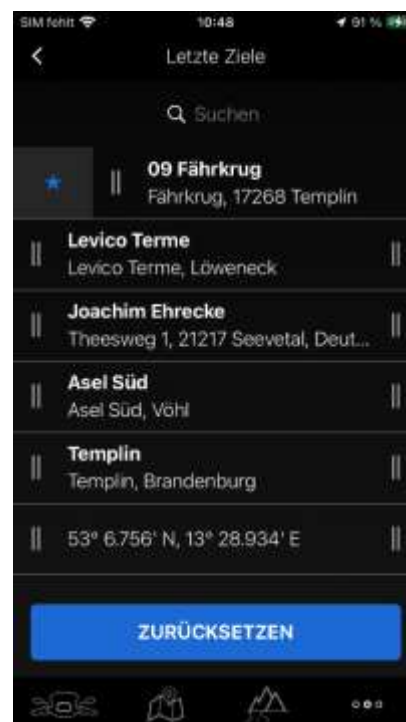 SIM fehlt 10:48 91 %
Letzte Ziele
Suchen
09 Fährkrug
Fährkrug, 17268 Templin
Levico Terme
Levico Terme, Löweneck
Joachim Ehrecke
Theesweg 1, 21217 Seevetal, Deut...
Asel Süd
Asel Süd, Vöhl
Templin
Templin, Brandenburg
53° 6.756' N, 13° 28.934' E
ZURÜCKSETZEN